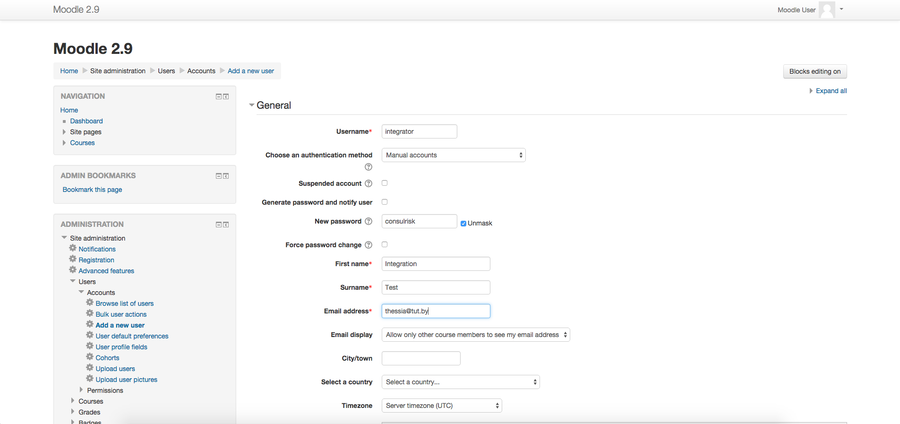 Moodle 2.9
Moodle User
Moodle 2.9
Home Site administration Users Accounts Add a new user
Blocks editing on
Expand all
NAVIGATION
Home
Dashboard
Site pages
Courses
ADMIN BOOKMARKS
Bookmark this page
ADMINISTRATION
Site administration
Notifications
Registration
Advanced features
Users
Accounts
Browse list of users
Bulk user actions
Add a new user
User default preferences
User profile fields
Cohorts
Upload users
Upload user pictures
Permissions
Courses
Grades
Badges
General
Username* integrator
Choose an authentication method Manual accounts
Suspended account
Generate password and notify user
New password consulrisk Unmask
Force password change
First name* Integration
Surname* Test
Email address* thessia@tut.by
Email display Allow only other course members to see my email address
City/town
Select a country Select a country...
Timezone Server timezone (UTC)